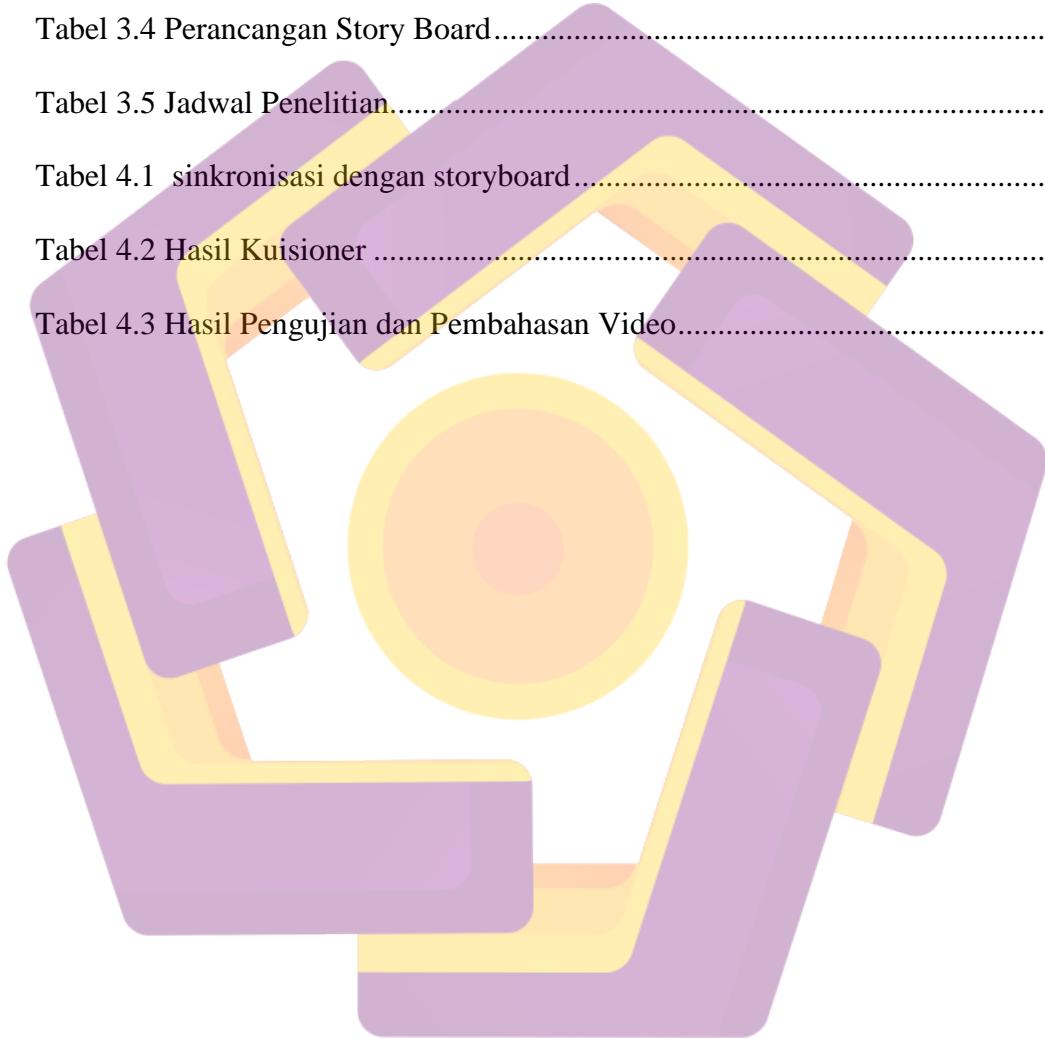 Tabel 3.4 Perancangan Story Board....................................................................
Tabel 3.5 Jadwal Penelitian.................................................................................
Tabel 4.1  sinkronisasi dengan storyboard..........................................................
Tabel 4.2 Hasil Kuisioner ...................................................................................
Tabel 4.3 Hasil Pengujian dan Pembahasan Video.............................................